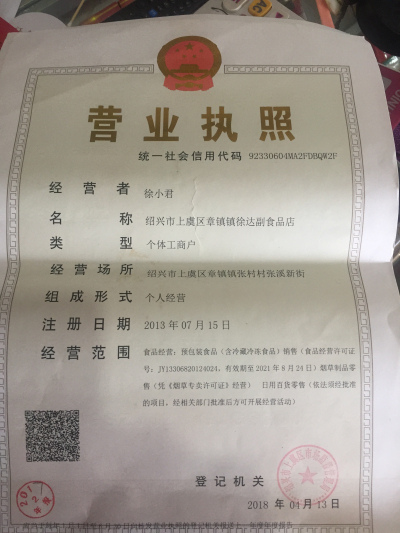 营业执照
统一社会信用代码 92330604MA2FDBQW2F
经营者 徐小君
名称 绍兴市上虞区章镇镇徐达副食品店
类型 个体工商户
经营场所 绍兴市上虞区章镇镇张村村张溪新街
组成形式 个人经营
注册日期 2013年07月15日
经营范围 食品经营：预包装食品（含冷藏冷冻食品）销售（食品经营许可证
号：JY13306820124024，有效期至2021年8月24日）烟草制品零
售（凭《烟草专卖许可证》经营） 日用百货零售（依法须经批准
的项目，经相关部门批准后方可开展经营活动）
登记机关
2018年04月13日